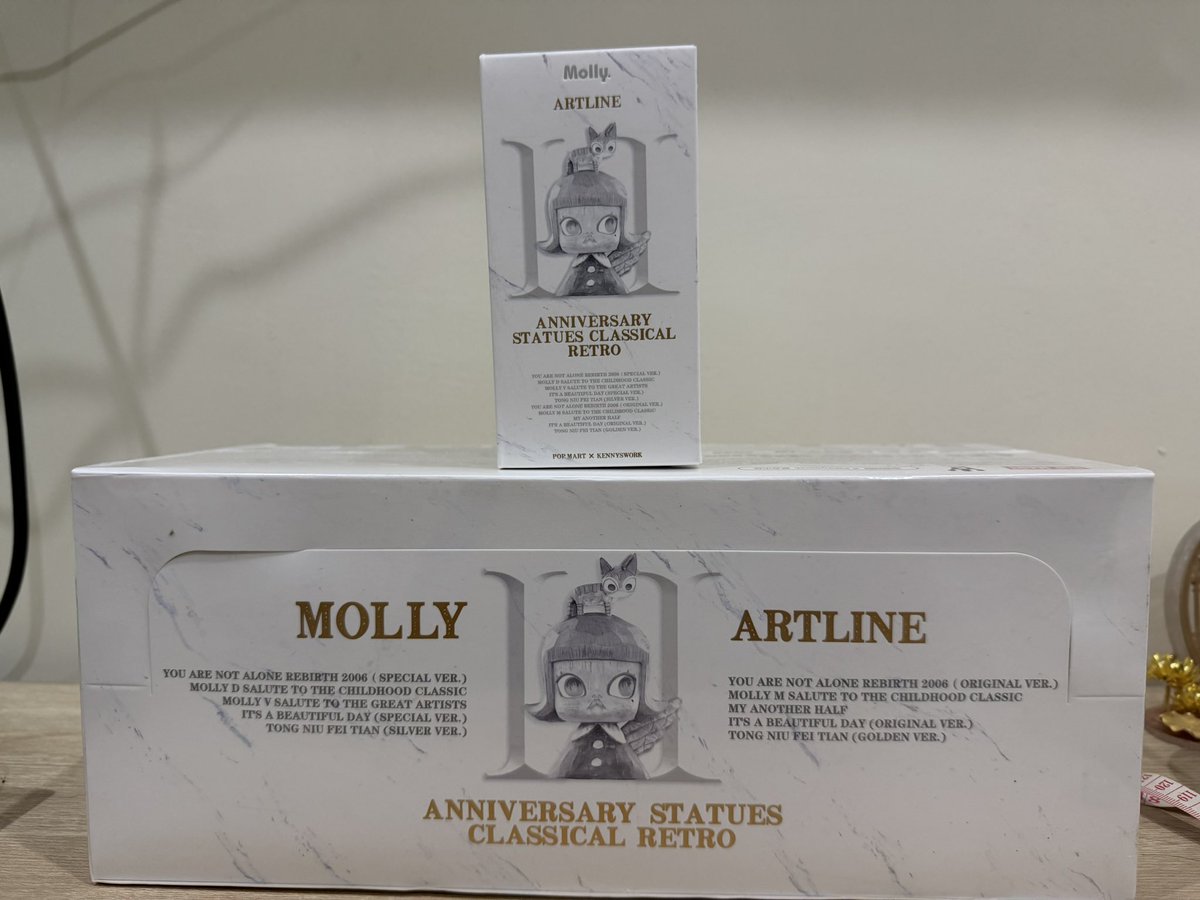 Molly.
ARTLINE
II
ANNIVERSARY
STATUES CLASSICAL
RETRO
YOU ARE NOT ALONE REBIRTH 2006 ( SPECIAL VER.)
MOLLY D SALUTE TO THE CHILDHOOD CLASSIC
MOLLY V SALUTE TO THE GREAT ARTISTS
IT'S A BEAUTIFUL DAY (SPECIAL VER.)
TONG NIU FEI TIAN (SILVER VER.)
YOU ARE NOT ALONE REBIRTH 2006 ( ORIGINAL VER.)
MOLLY M SALUTE TO THE CHILDHOOD CLASSIC
MY ANOTHER HALF
IT'S A BEAUTIFUL DAY (ORIGINAL VER.)
TONG NIU FEI TIAN (GOLDEN VER.)
POP MART × KENNYSWORK
MOLLY
YOU ARE NOT ALONE REBIRTH 2006 ( SPECIAL VER.)
MOLLY D SALUTE TO THE CHILDHOOD CLASSIC
MOLLY V SALUTE TO THE GREAT ARTISTS
IT'S A BEAUTIFUL DAY (SPECIAL VER.)
TONG NIU FEI TIAN (SILVER VER.)
II
ARTLINE
YOU ARE NOT ALONE REBIRTH 2006 ( ORIGINAL VER.)
MOLLY M SALUTE TO THE CHILDHOOD CLASSIC
MY ANOTHER HALF
IT'S A BEAUTIFUL DAY (ORIGINAL VER.)
TONG NIU FEI TIAN (GOLDEN VER.)
ANNIVERSARY STATUES
CLASSICAL RETRO
120
119